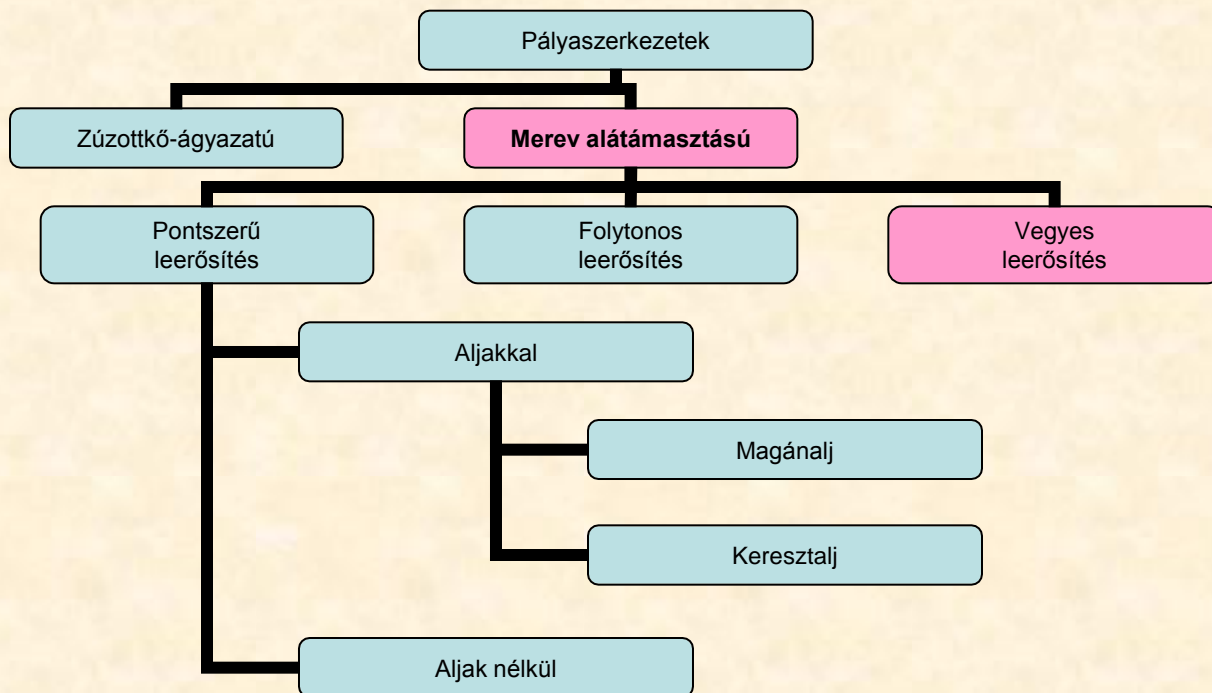 Pályaszerkezetek
Zúzottkő-ágyazatú
Merev alátámasztású
Pontszerű
leerősítés
Folytonos
leerősítés
Vegyes
leerősítés
Aljakkal
Magánalj
Keresztalj
Aljak nélkül